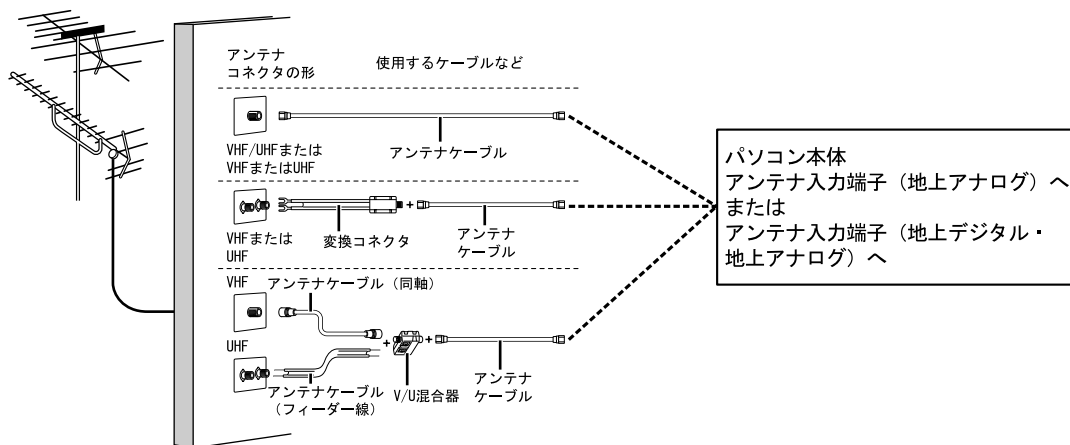 アンテナ
コネクタの形
使用するケーブルなど
VHF/UHFまたは
VHFまたはUHF
アンテナケーブル
VHFまたは
UHF
変換コネクタ
+
アンテナ
ケーブル
VHF
アンテナケーブル（同軸）
UHF
アンテナケーブル
（フィーダー線）
+
V/U混合器
+
アンテナ
ケーブル
パソコン本体
アンテナ入力端子（地上アナログ）へ
または
アンテナ入力端子（地上デジタル・
地上アナログ）へ